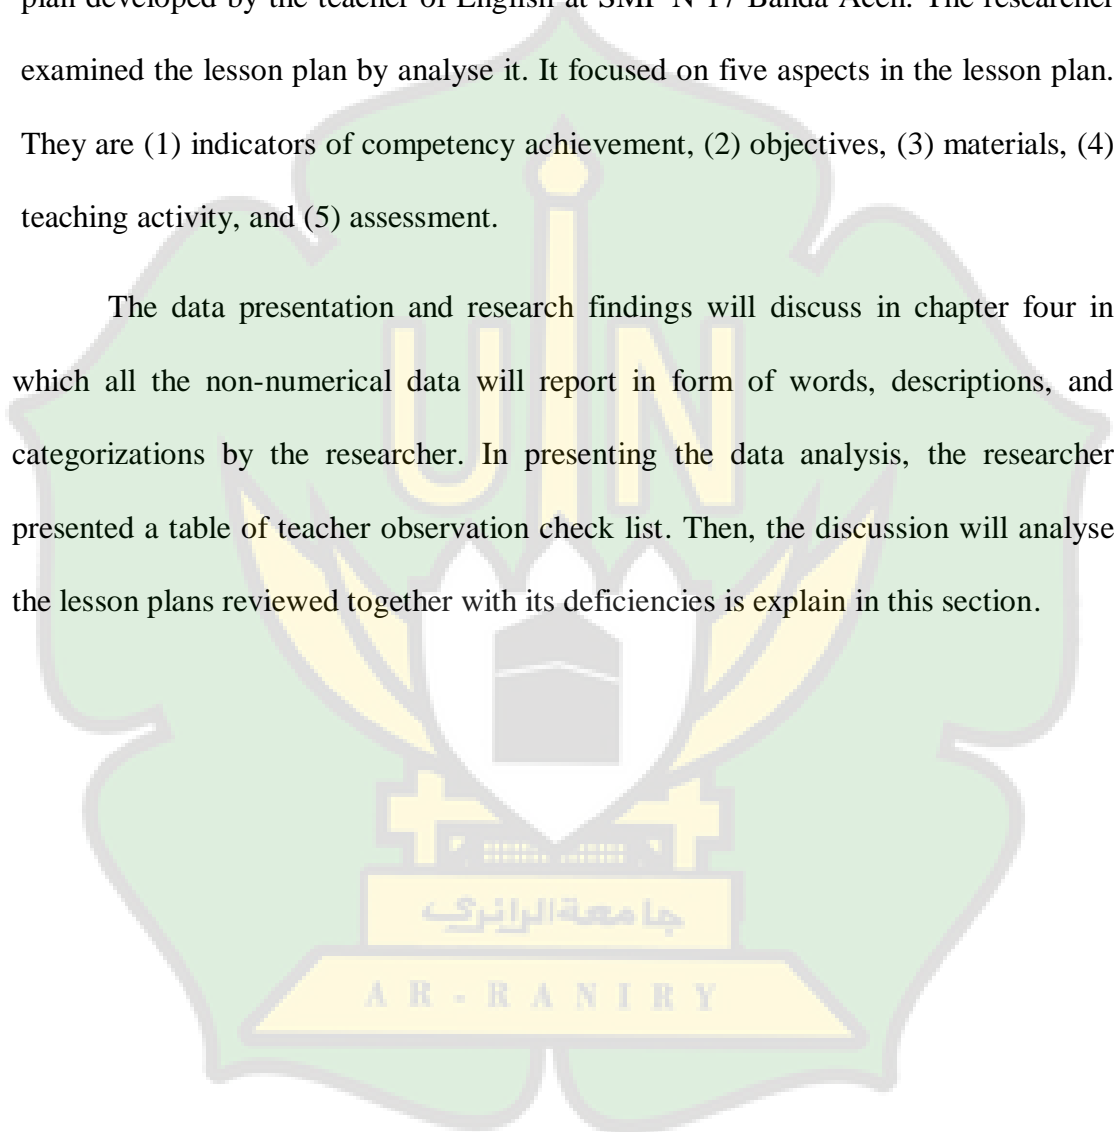 plan developed by the teacher of English at SMP N 17 Banda Aceh. The researcher
examined the lesson plan by analyse it. It focused on five aspects in the lesson plan.
They are (1) indicators of competency achievement, (2) objectives, (3) materials, (4)
teaching activity, and (5) assessment.
The data presentation and research findings will discuss in chapter four in
which all the non-numerical data will report in form of words, descriptions, and
categorizations by the researcher. In presenting the data analysis, the researcher
presented a table of teacher observation check list. Then, the discussion will analyse
the lesson plans reviewed together with its deficiencies is explain in this section.
UIN
جامعة الرانري
AR-RANIRY